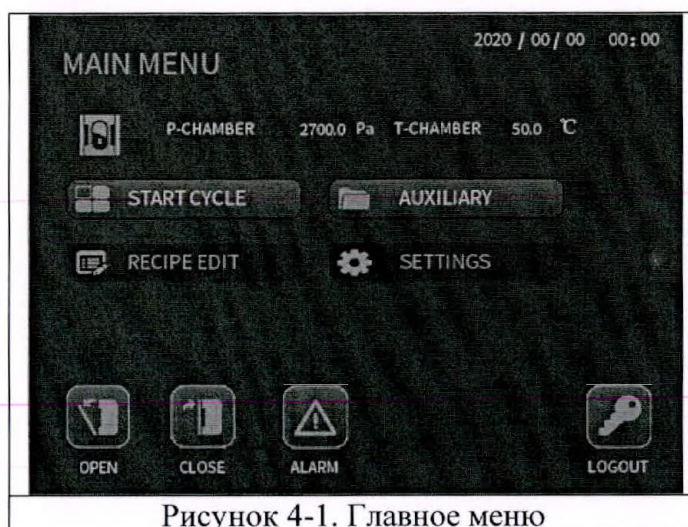 2020 / 00 / 00 00:00
MAIN MENU
P-CHAMBER 2700.0 Pa T-CHAMBER 50.0 ℃
START CYCLE AUXILIARY
RECIPE EDIT SETTINGS
OPEN CLOSE ALARM LOGOUT
Рисунок 4-1. Главное меню